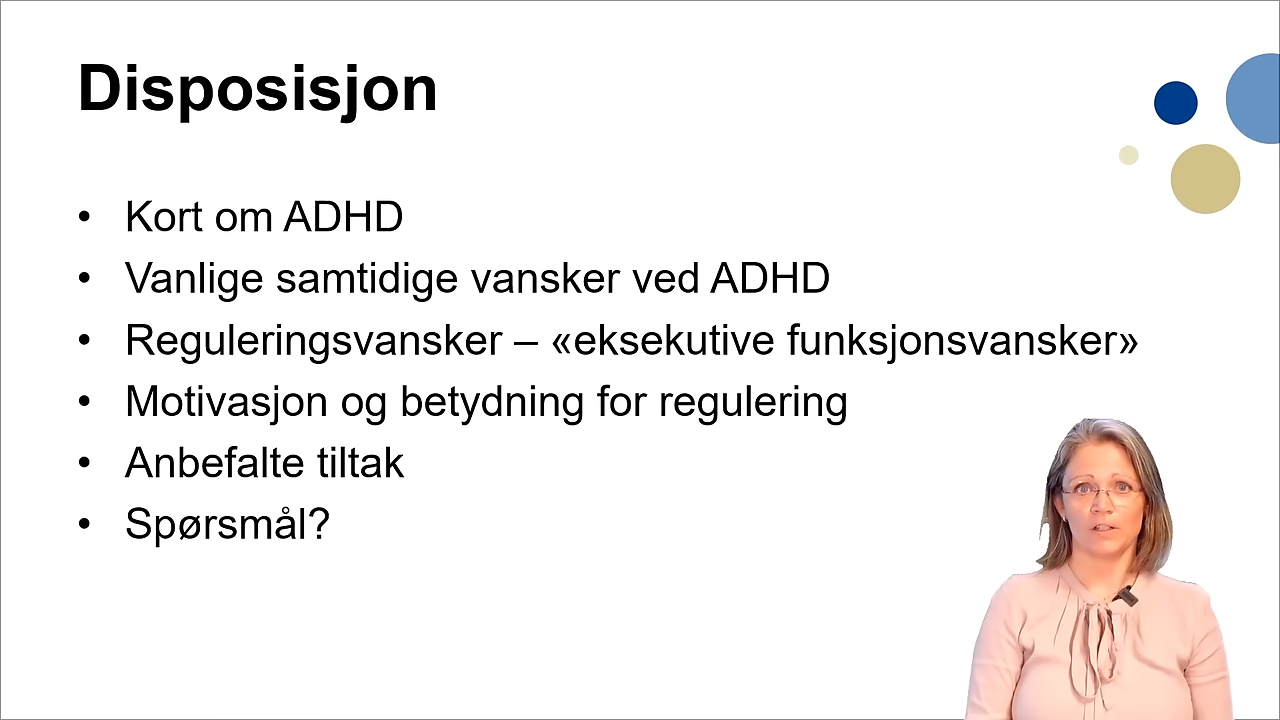 Disposisjon
• Kort om ADHD
• Vanlige samtidige vansker ved ADHD
• Reguleringsvansker – «eksekutive funksjonsvansker»
• Motivasjon og betydning for regulering
• Anbefalte tiltak
• Spørsmål?